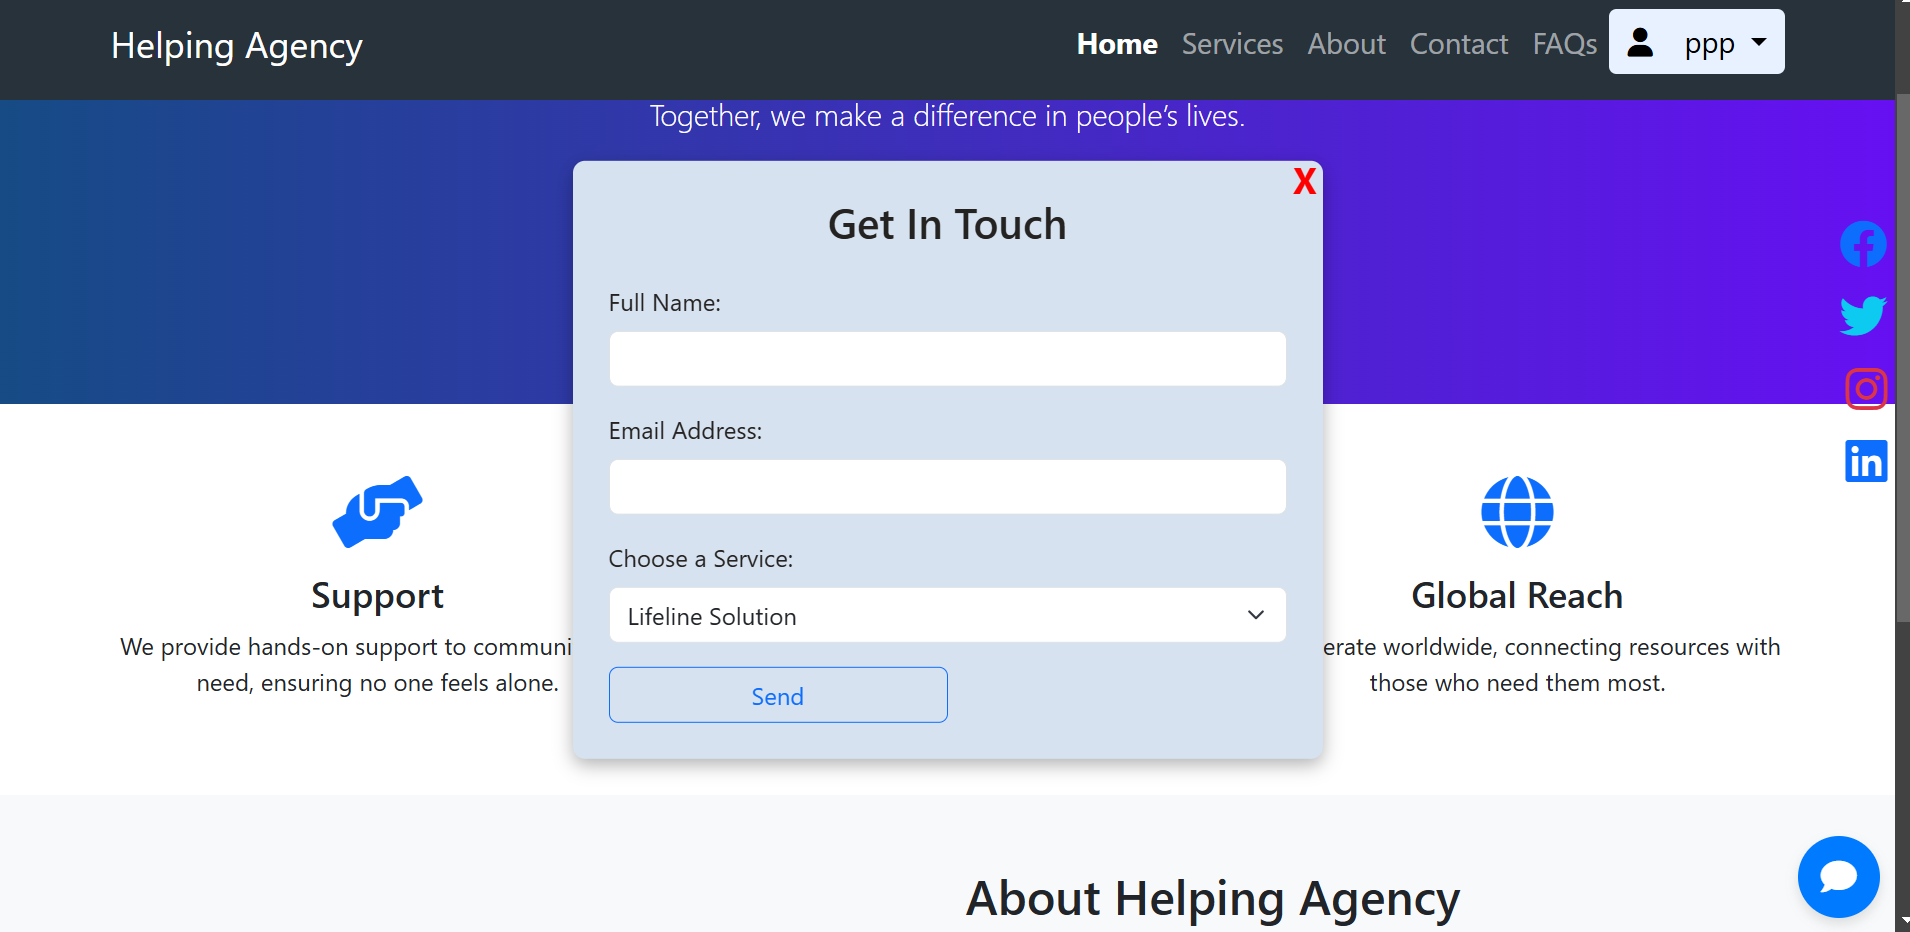 Helping Agency
Home Services About Contact FAQs ppp
Together, we make a difference in people's lives.
X
Get In Touch
Full Name:
Email Address:
Choose a Service:
Lifeline Solution
Send
Support
We provide hands-on support to communi
need, ensuring no one feels alone.
Global Reach
erate worldwide, connecting resources with
those who need them most.
in
About Helping Agency